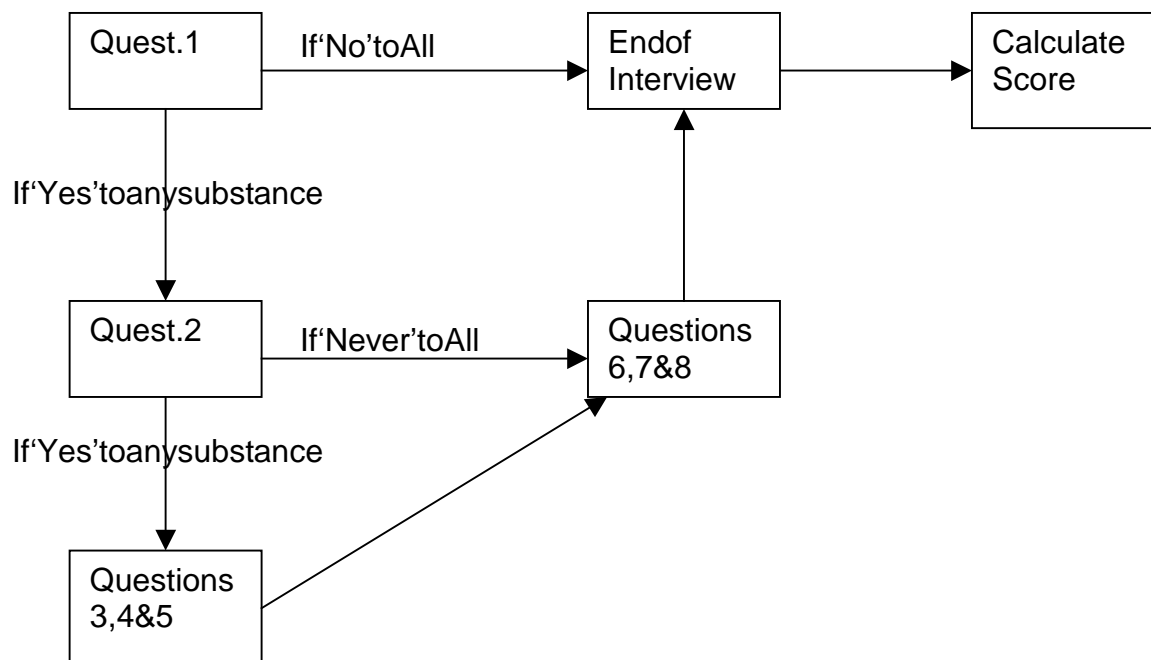 Quest.1
If‘No’toAll
Endof
Interview
Calculate
Score
If‘Yes’toanysubstance
Quest.2
If‘Never’toAll
Questions
6,7&8
If‘Yes’toanysubstance
Questions
3,4&5